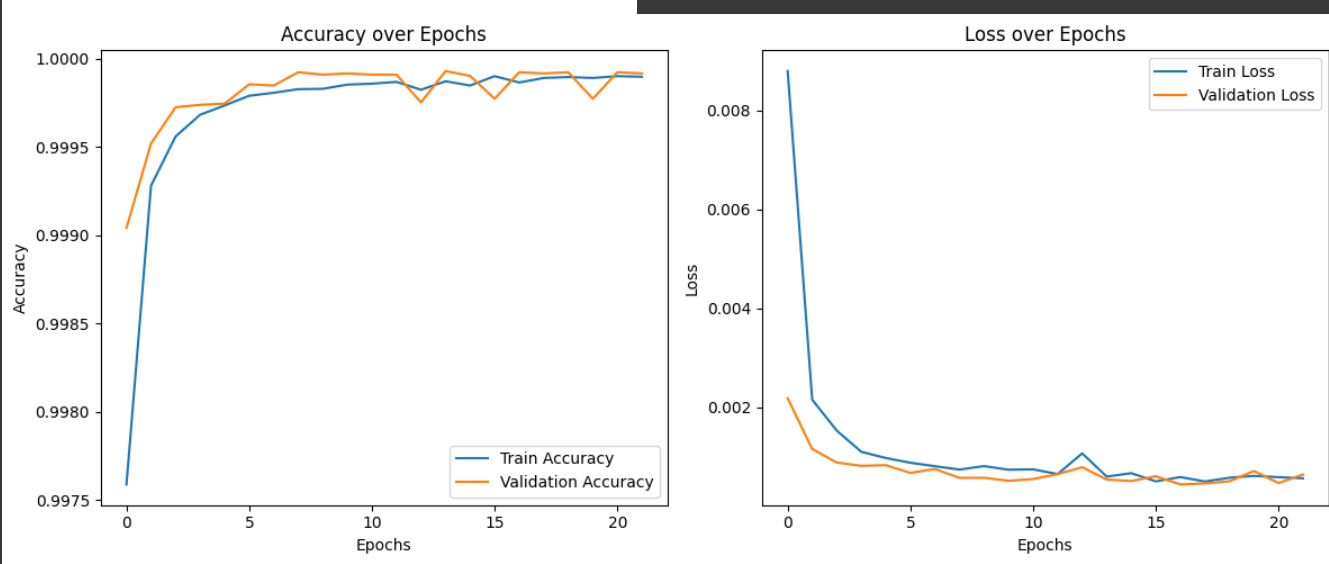 Accuracy over Epochs
1.0000
0.9995
0.9990
0.9985
0.9980
0.9975
Accuracy
Train Accuracy
Validation Accuracy
0 5 10 15 20
Epochs
Loss over Epochs
0.008
0.006
0.004
0.002
Loss
Train Loss
Validation Loss
0 5 10 15 20
Epochs